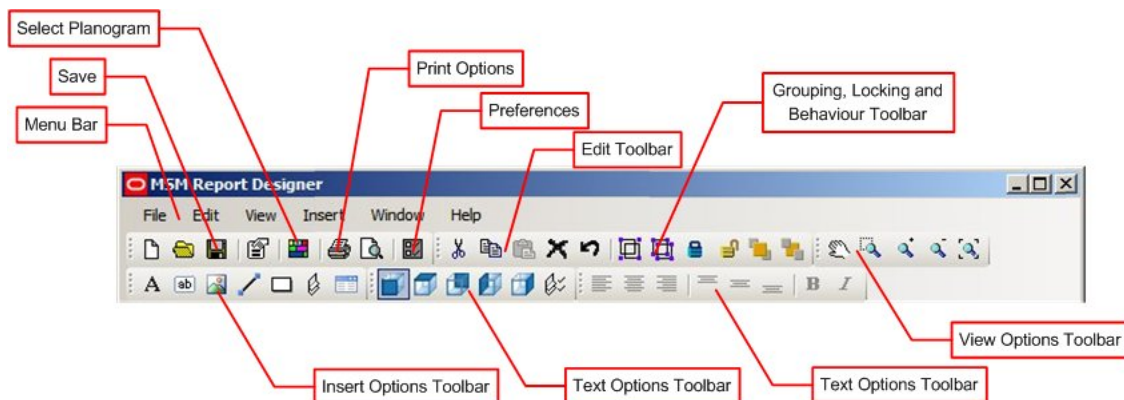 Select Planogram
Save
Print Options
Menu Bar
Preferences
Grouping, Locking and
Behaviour Toolbar
Edit Toolbar
MSM Report Designer
File Edit View Insert Window Help
A ab B I
View Options Toolbar
Insert Options Toolbar
Text Options Toolbar
Text Options Toolbar